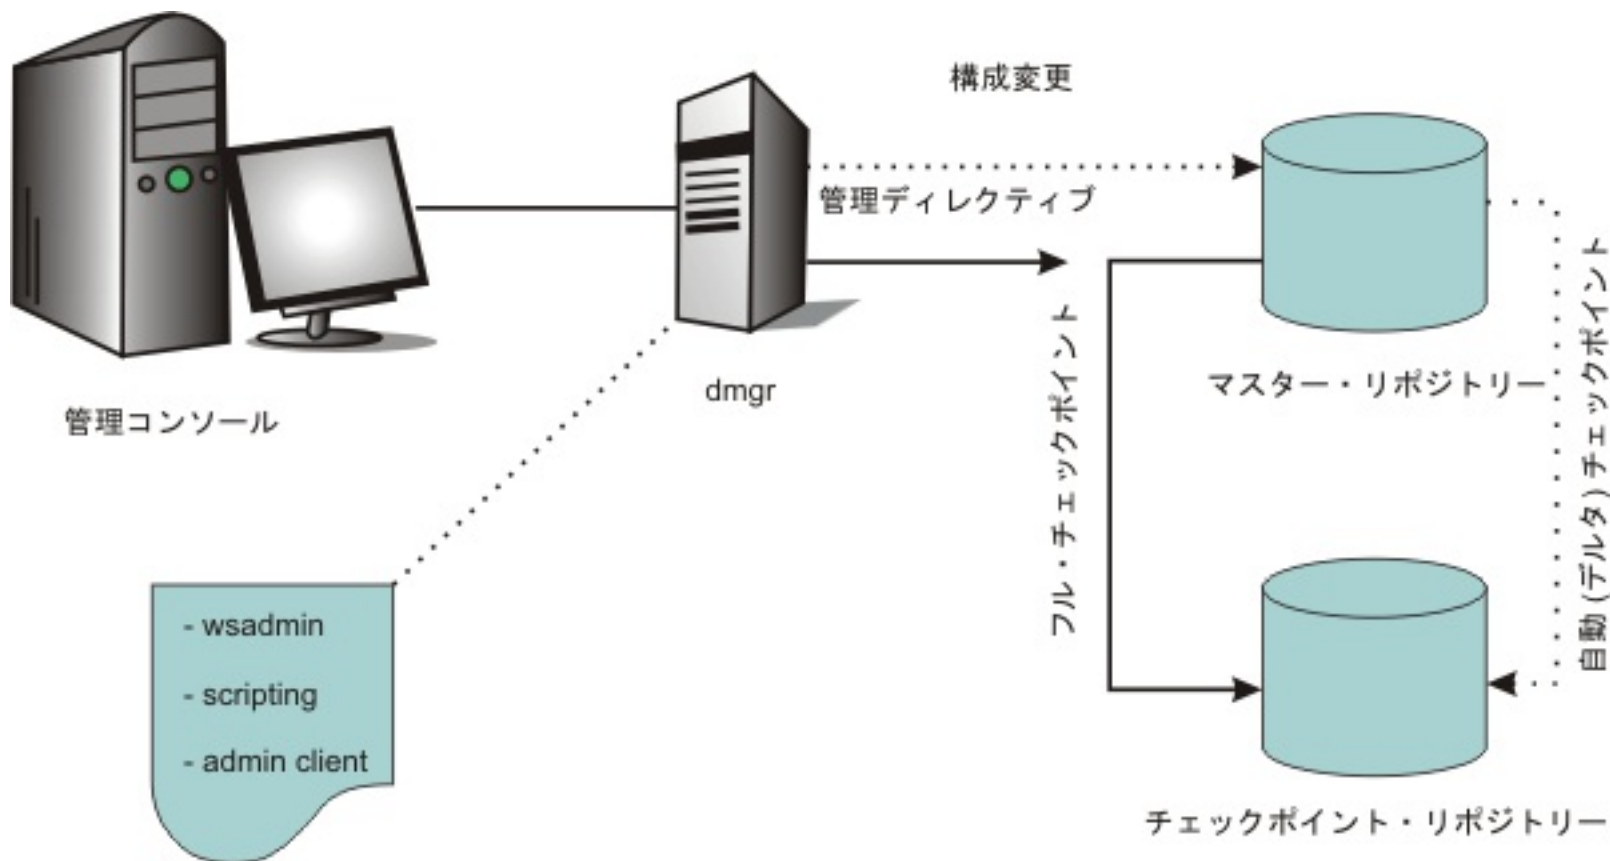 構成変更
管理ディレクティブ
dmgr
管理コンソール
マスター・リポジトリー
フル・チェックポイント
自動(デルタ)チェックポイント
- wsadmin
- scripting
- admin client
チェックポイント・リポジトリー